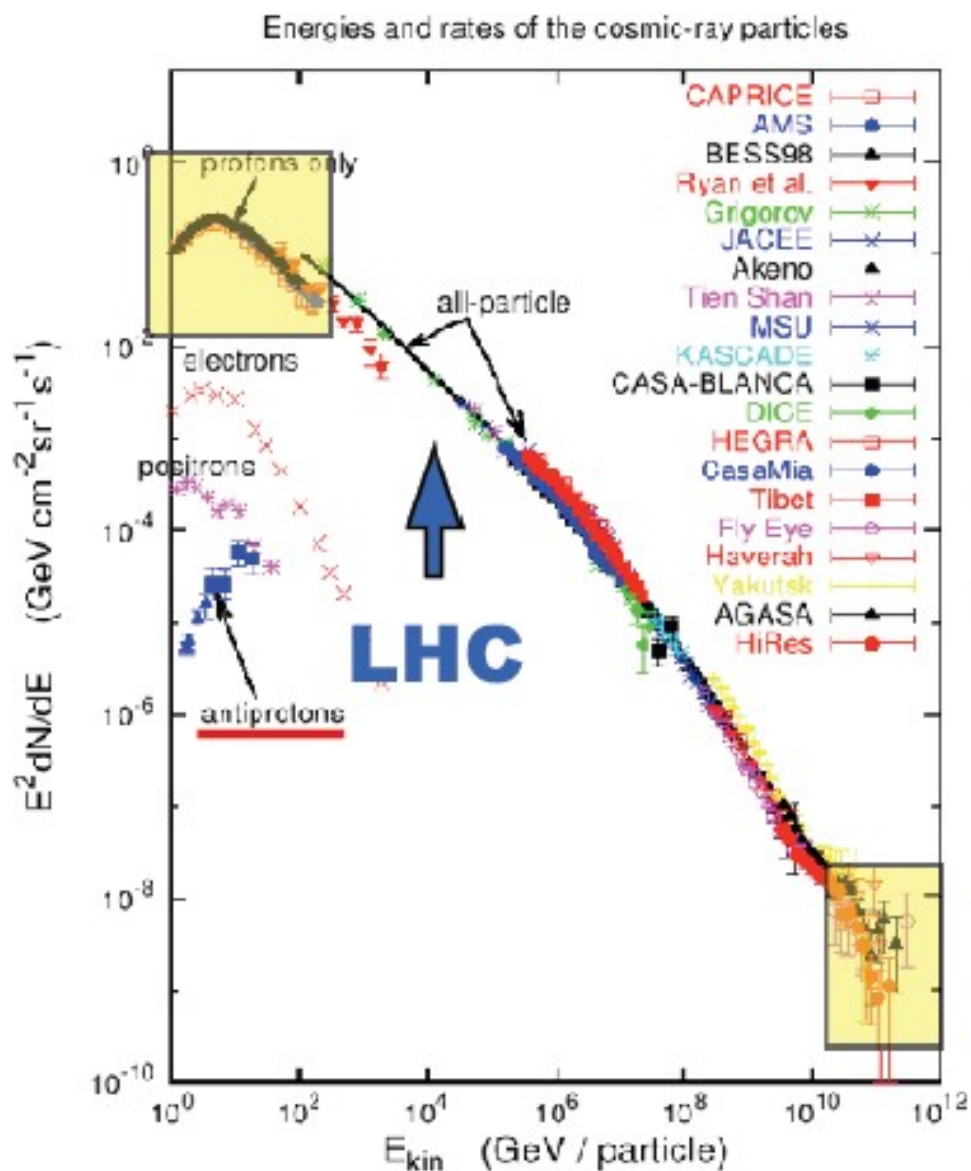 Energies and rates of the cosmic-ray particles
CAPRICE
AMS
BESS98
Ryan et al.
Grigorov
JACEE
Akeno
Tien Shan
MSU
KASCADE
CASA-BLANCA
DICE
HEGRA
CasaMia
Tibet
Fly Eye
Haverah
Yakutsk
AGASA
HiRes
protons only
all-particle
electrons
positrons
LHC
antiprotons
E²dN/dE (GeV cm⁻²sr⁻¹s⁻¹)
10⁰
10⁻²
10⁻⁴
10⁻⁶
10⁻⁸
10⁻¹⁰
10⁰ 10² 10⁴ 10⁶ 10⁸ 10¹⁰ 10¹²
E_kin (GeV / particle)